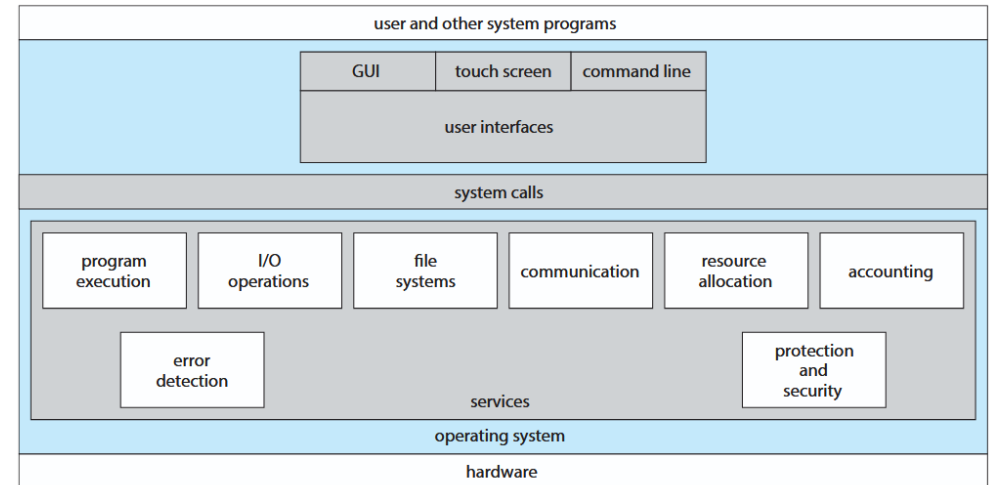 user and other system programs
GUI
touch screen
command line
user interfaces
system calls
program
execution
I/O
operations
file
systems
communication
resource
allocation
accounting
error
detection
protection
and
security
services
operating system
hardware